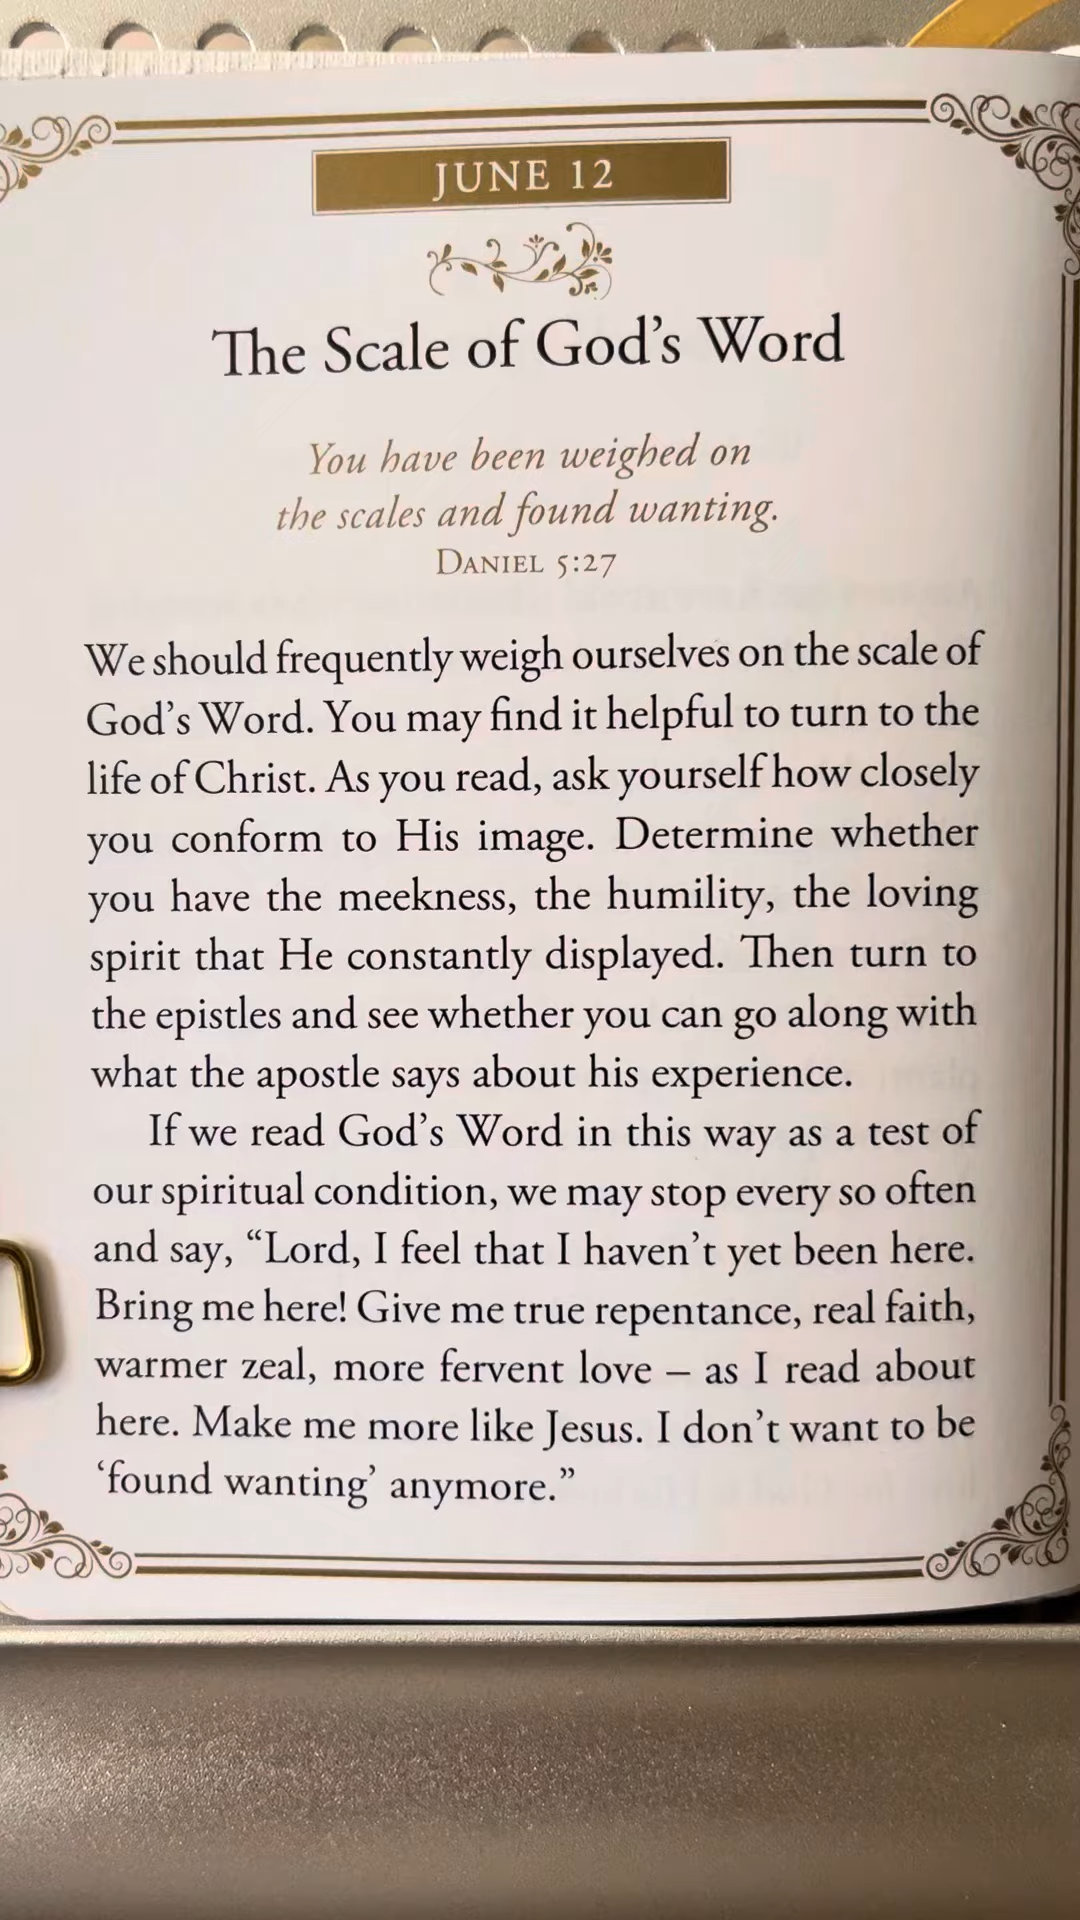 JUNE 12
The Scale of God’s Word
You have been weighed on
the scales and found wanting.
Daniel 5:27
We should frequently weigh ourselves on the scale of
God’s Word. You may find it helpful to turn to the
life of Christ. As you read, ask yourself how closely
you conform to His image. Determine whether
you have the meekness, the humility, the loving
spirit that He constantly displayed. Then turn to
the epistles and see whether you can go along with
what the apostle says about his experience.
If we read God’s Word in this way as a test of
our spiritual condition, we may stop every so often
and say, “Lord, I feel that I haven’t yet been here.
Bring me here! Give me true repentance, real faith,
warmer zeal, more fervent love – as I read about
here. Make me more like Jesus. I don’t want to be
‘found wanting’ anymore.”